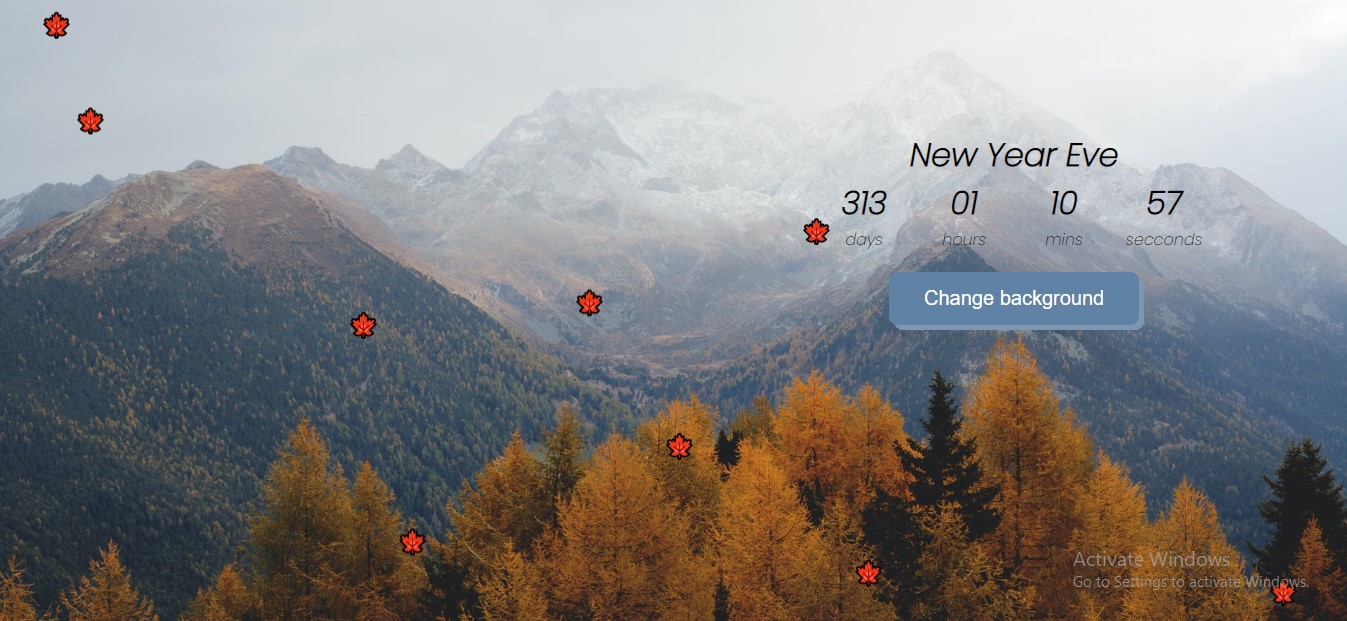 New Year Eve
313 01 10 57
days hours mins secconds
Change background
Activate Windows
Go to Settings to activate Windows.